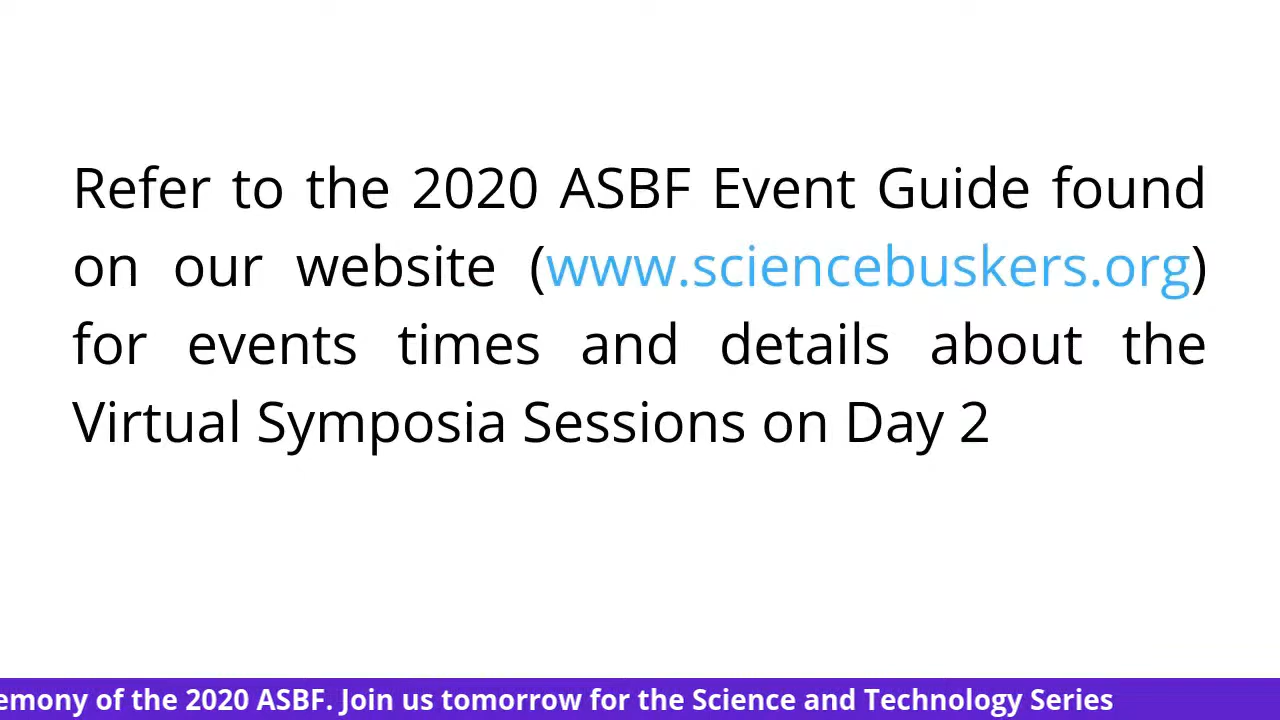 Refer to the 2020 ASBF Event Guide found
on our website (www.sciencebuskers.org)
for events times and details about the
Virtual Symposia Sessions on Day 2
emony of the 2020 ASBF. Join us tomorrow for the Science and Technology Series